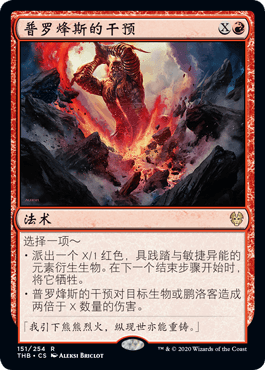 普罗烽斯的干预 X
法术
选择一项～
• 派出一个 X/1 红色，具践踏与敏捷异能的
元素衍生生物。在下一个结束步骤开始时，
将它牺牲。
• 普罗烽斯的干预对目标生物或鹏洛客造成
两倍于 X 数量的伤害。
「我引下熊熊烈火，纵现世亦能重铸。」
151/254 R
THB • CS ALEKSI BRICLOT
™ & © 2020 Wizards of the Coast